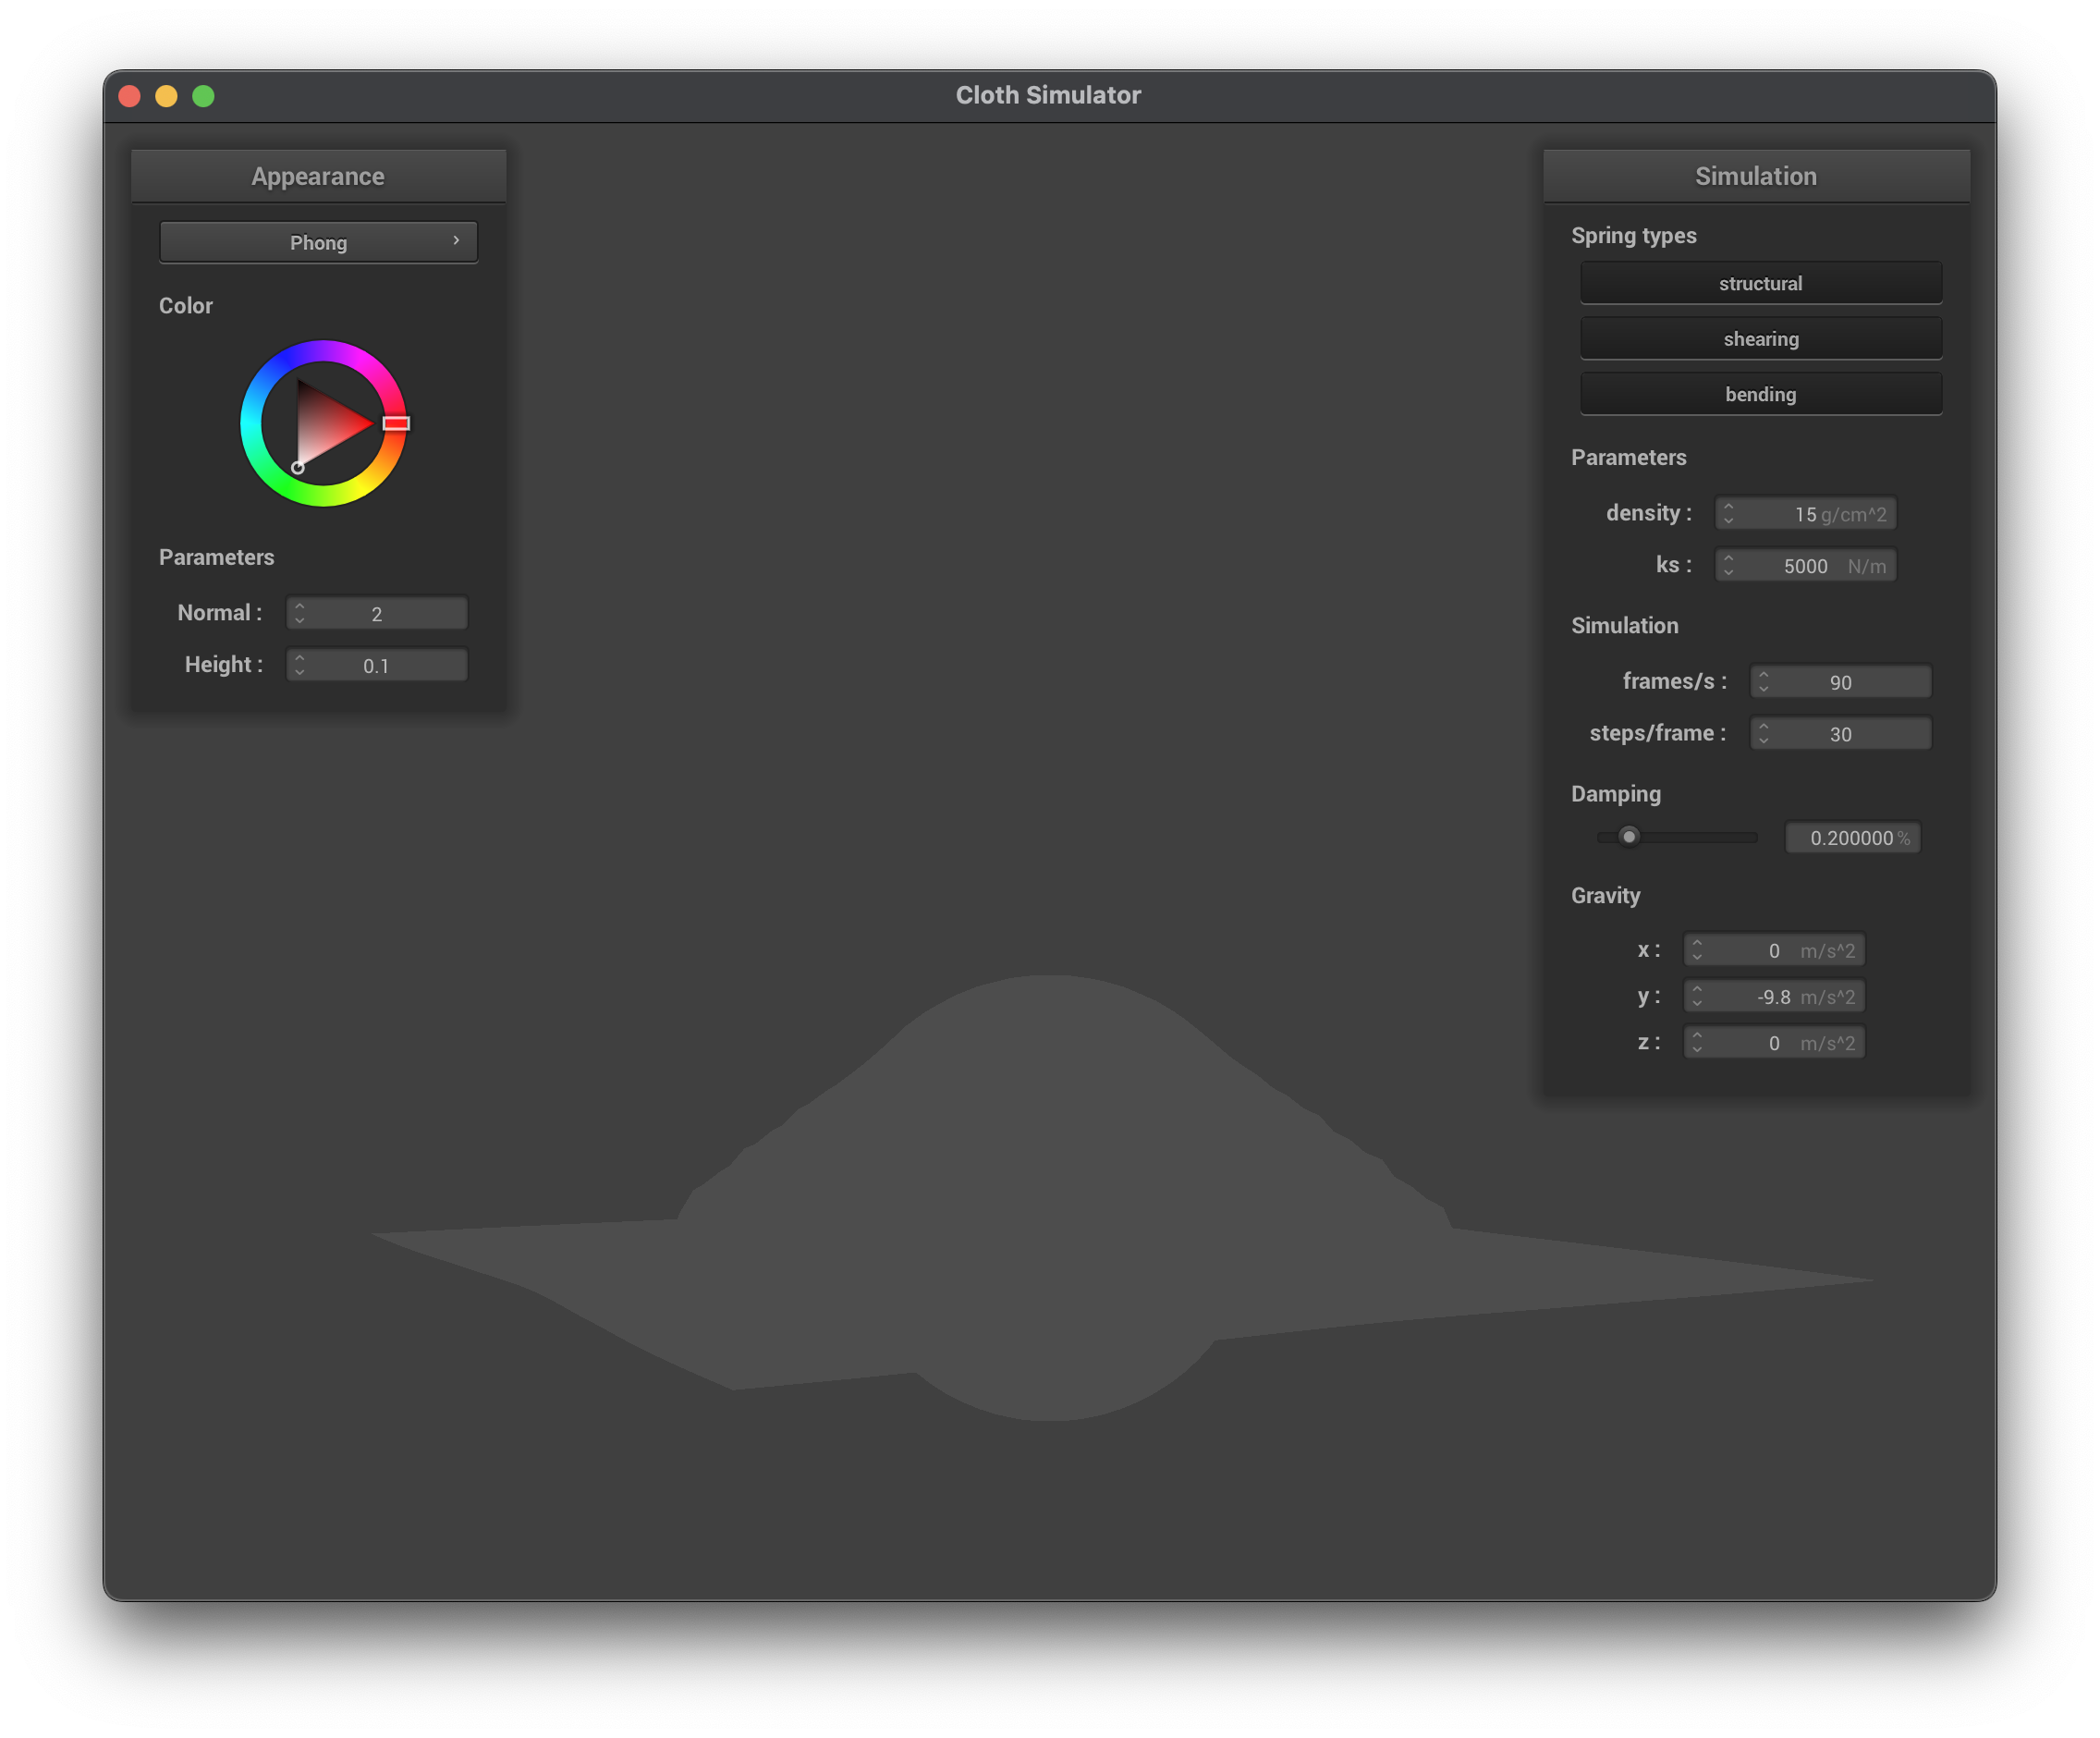 Cloth Simulator
Appearance
Phong
Color
Parameters
Normal : 2
Height : 0.1
Simulation
Spring types
structural
shearing
bending
Parameters
density : 15 g/cm^2
ks : 5000 N/m
Simulation
frames/s : 90
steps/frame : 30
Damping
0.200000 %
Gravity
x : 0 m/s^2
y : -9.8 m/s^2
z : 0 m/s^2